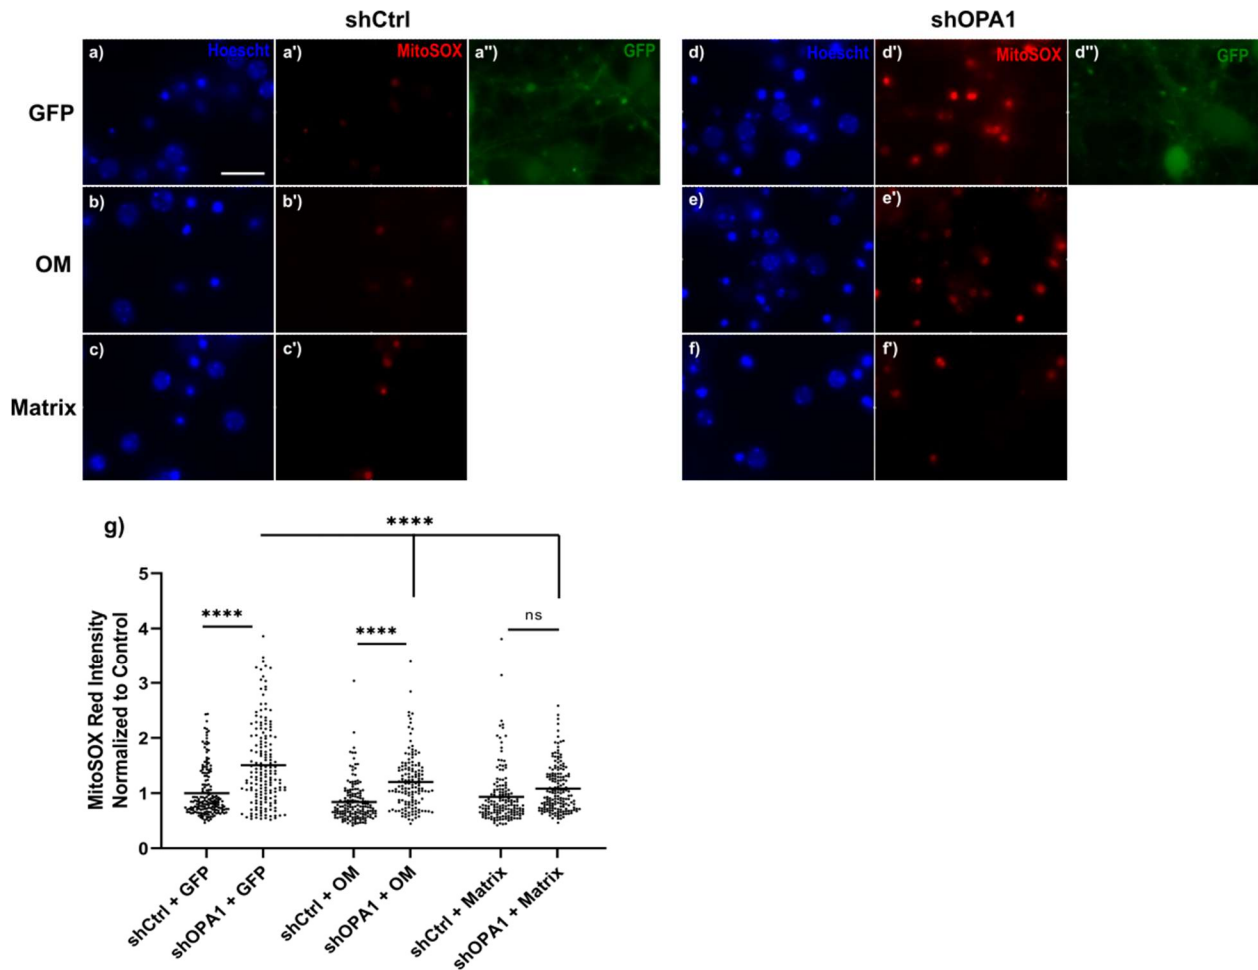 shCtrl
shOPA1
GFP
a)
Hoescht
a')
MitoSOX
a'')
GFP
d)
Hoescht
d')
MitoSOX
d'')
GFP
OM
b)
b')
e)
e')
Matrix
c)
c')
f)
f')
g)
****
MitoSOX Red Intensity
Normalized to Control
5
4
3
2
1
0
****
****
ns
shCtrl + GFP
shOPA1 + GFP
shCtrl + OM
shOPA1 + OM
shCtrl + Matrix
shOPA1 + Matrix